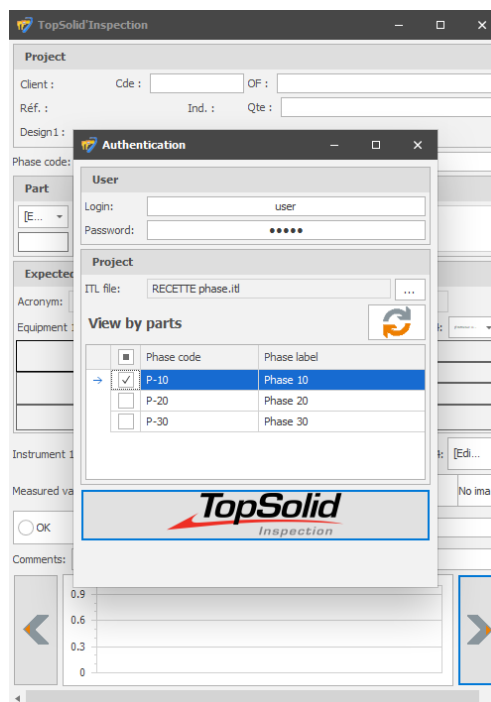 TopSolid'Inspection
Project
Client :
Cde :
OF :
Réf. :
Ind. :
Qte :
Design1 :
Phase code:
Authentication
User
Login:
user
Password:
•••••
Part
[E...
Project
ITL file:
RECETTE phase.itl
...
View by parts
Phase code
Phase label
P-10
Phase 10
P-20
Phase 20
P-30
Phase 30
TopSolid
Inspection
Expected
Acronym:
Equipment 1
Instrument 1
[Edi...
Measured va
No ima
OK
Comments:
0.9
0.6
0.3
0